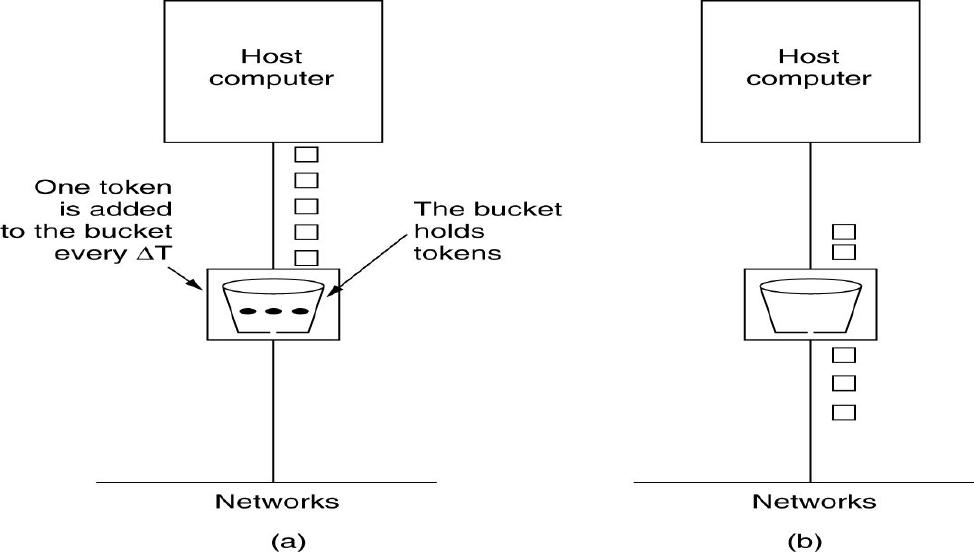 Host
computer
Host
computer
One token
is added
to the bucket
every ΔT
The bucket
holds
tokens
Networks
Networks
(a)
(b)